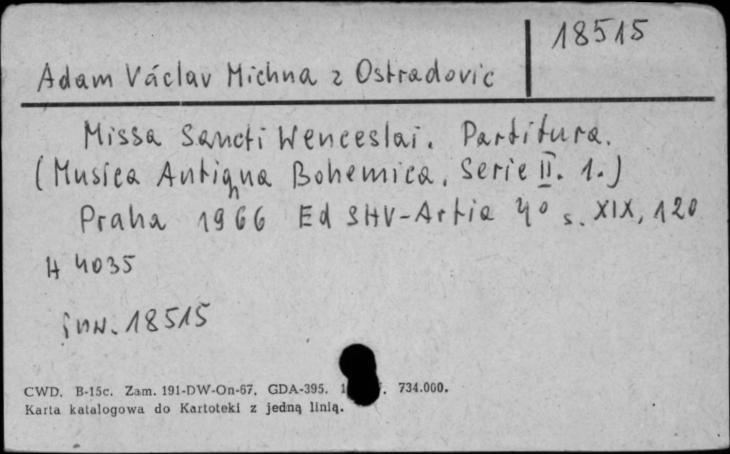 18515
Adam Václav Michna z Ostradovic
Missa Sancti Wenceslai. Partitura.
(Musica Antiqua Bohemica, Serie II. 1.)
Praha 1966 Ed SHV-Artia 4° s. XIX, 120
H 4035
inw. 18515
CWD. B-15c. Zam. 191-DW-On-67. GDA-395. 734.000.
Karta katalogowa do Kartoteki z jedną linią.